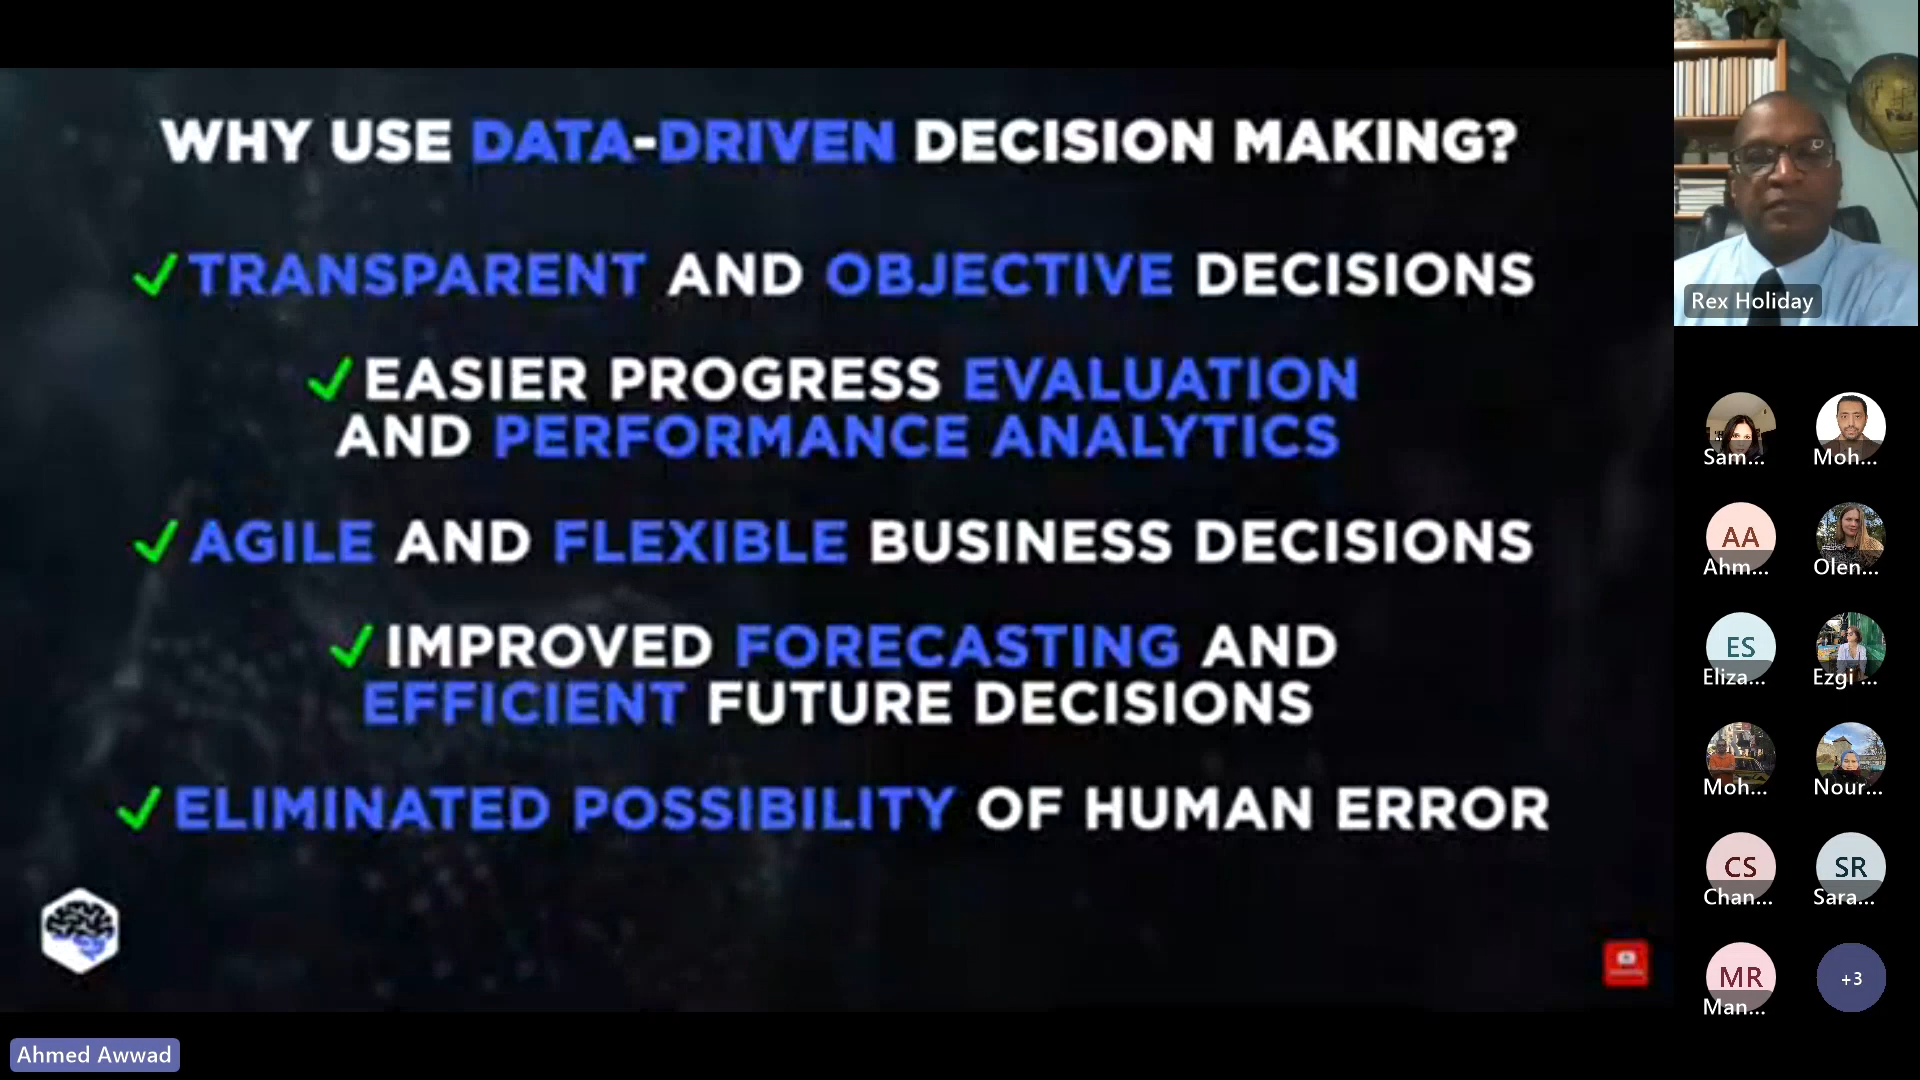 WHY USE DATA-DRIVEN DECISION MAKING?
✓ TRANSPARENT AND OBJECTIVE DECISIONS
✓ EASIER PROGRESS EVALUATION
AND PERFORMANCE ANALYTICS
✓ AGILE AND FLEXIBLE BUSINESS DECISIONS
✓ IMPROVED FORECASTING AND
EFFICIENT FUTURE DECISIONS
✓ ELIMINATED POSSIBILITY OF HUMAN ERROR
Ahmed Awwad
Rex Holiday
Sam...
Moh...
AA
Ahm...
Olen...
ES
Eliza...
Ezgi ...
Moh...
Nour...
CS
Chan...
SR
Sara...
MR
Man...
+3